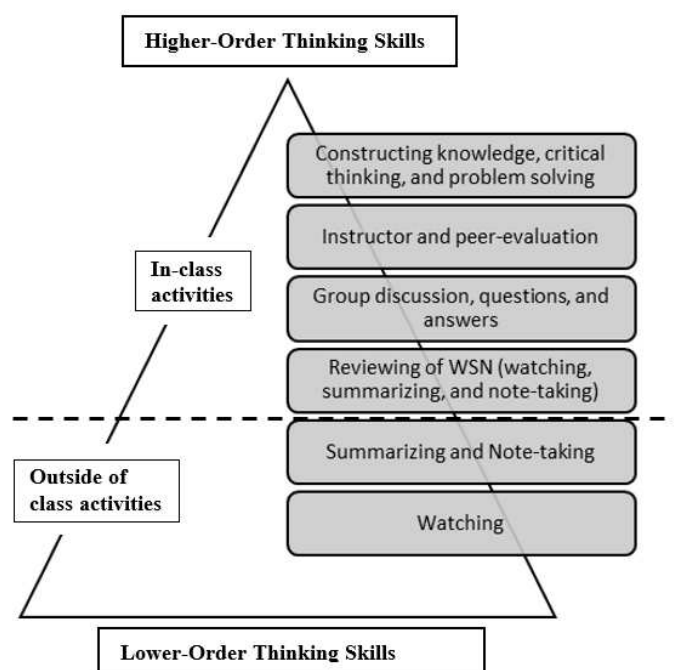 Higher-Order Thinking Skills
Constructing knowledge, critical
thinking, and problem solving
Instructor and peer-evaluation
In-class
activities
Group discussion, questions, and
answers
Reviewing of WSN (watching,
summarizing, and note-taking)
Summarizing and Note-taking
Outside of
class activities
Watching
Lower-Order Thinking Skills